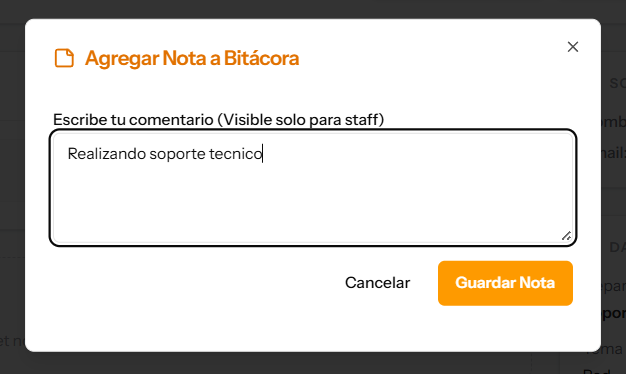 Agregar Nota a Bitácora
Escribe tu comentario (Visible solo para staff)
Realizando soporte tecnico
Cancelar
Guardar Nota